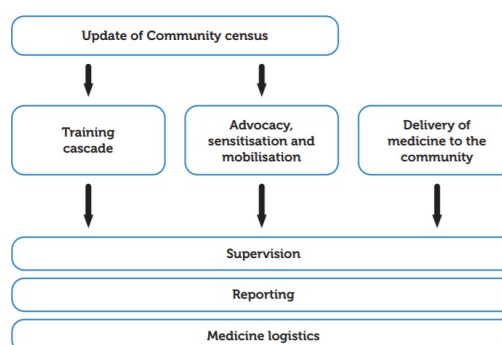 Update of Community census
Training
cascade
Advocacy,
sensitisation and
mobilisation
Delivery of
medicine to the
community
Supervision
Reporting
Medicine logistics